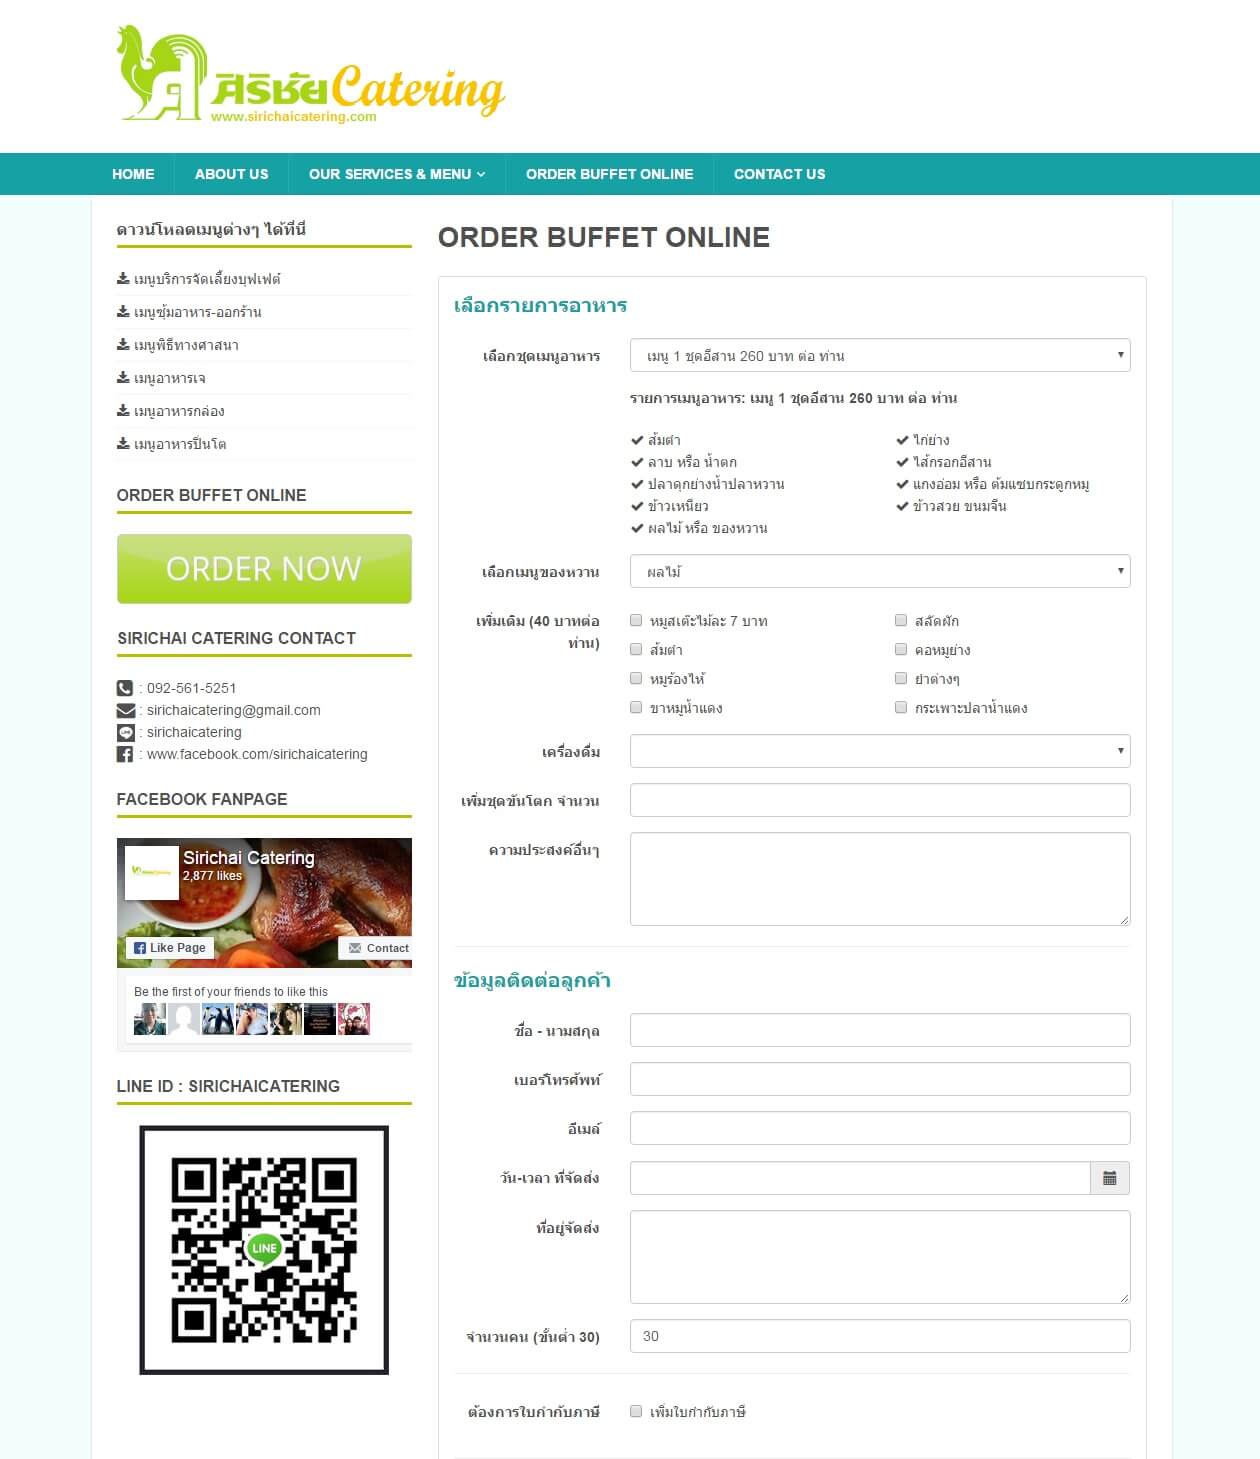 ศิริชัย Catering
www.sirichaicatering.com
HOME
ABOUT US
OUR SERVICES & MENU
ORDER BUFFET ONLINE
CONTACT US
ดาวน์โหลดเมนูต่างๆ ได้ที่นี่
เมนูบริการจัดเลี้ยงบุฟเฟต์
เมนูซุ้มอาหาร-ออกร้าน
เมนูพิธีทางศาสนา
เมนูอาหารเจ
เมนูอาหารกล่อง
เมนูอาหารปิ่นโต
ORDER BUFFET ONLINE
ORDER NOW
SIRICHAI CATERING CONTACT
: 092-561-5251
: sirichaicatering@gmail.com
LINE : sirichaicatering
: www.facebook.com/sirichaicatering
FACEBOOK FANPAGE
Sirichai Catering
2,877 likes
Like Page
Contact
Be the first of your friends to like this
LINE ID : SIRICHAICATERING
LINE
ORDER BUFFET ONLINE
เลือกรายการอาหาร
เลือกชุดเมนูอาหาร
เมนู 1 ชุดอีสาน 260 บาท ต่อ ท่าน
รายการเมนูอาหาร: เมนู 1 ชุดอีสาน 260 บาท ต่อ ท่าน
ส้มตำ
ไก่ย่าง
ลาบ หรือ น้ำตก
ไส้กรอกอีสาน
ปลาดุกย่างน้ำปลาหวาน
แกงอ่อม หรือ ต้มแซบกระดูกหมู
ข้าวเหนียว
ข้าวสวย ขนมจีน
ผลไม้ หรือ ของหวาน
เลือกเมนูของหวาน
ผลไม้
เพิ่มเติม (40 บาทต่อ
ท่าน)
หมูสเต๊ะไม้ละ 7 บาท
สลัดผัก
ส้มตำ
คอหมูย่าง
หมูร้องไห้
ยำต่างๆ
ขาหมูน้ำแดง
กระเพาะปลาน้ำแดง
เครื่องดื่ม
เพิ่มชุดขันโตก จำนวน
ความประสงค์อื่นๆ
ข้อมูลติดต่อลูกค้า
ชื่อ - นามสกุล
เบอร์โทรศัพท์
อีเมล์
วัน-เวลา ที่จัดส่ง
ที่อยู่จัดส่ง
จำนวนคน (ขั้นต่ำ 30)
30
ต้องการใบกำกับภาษี
เพิ่มใบกำกับภาษี